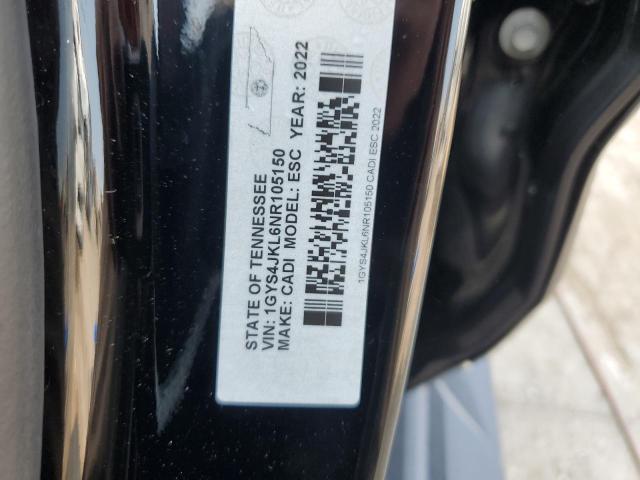 STATE OF TENNESSEE
VIN: 1GYS4JKL6NR105150
MAKE: CADI MODEL: ESC YEAR: 2022
1GYS4JKL6NR105150 CADI ESC 2022